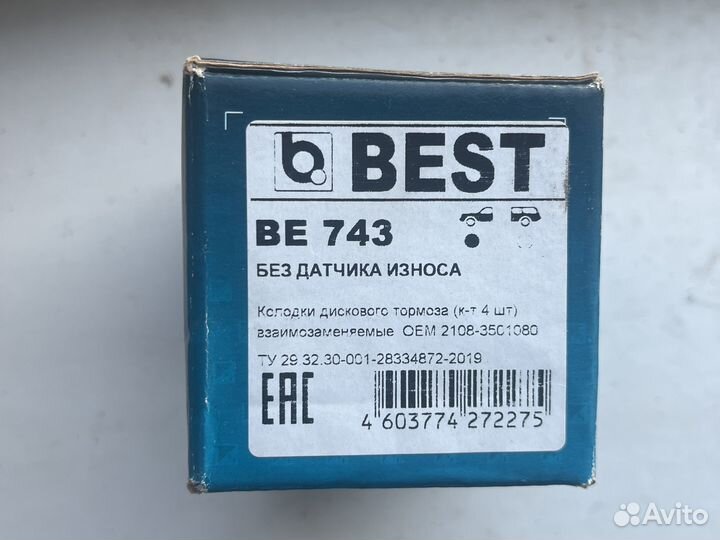 b. BEST
BE 743
БЕЗ ДАТЧИКА ИЗНОСА
Колодки дискового тормоза (к-т 4 шт)
взаимозаменяемые OEM 2108-3501080
ТУ 29.32.30-001-28334872-2019
EAC
4 603774 272275
Avito